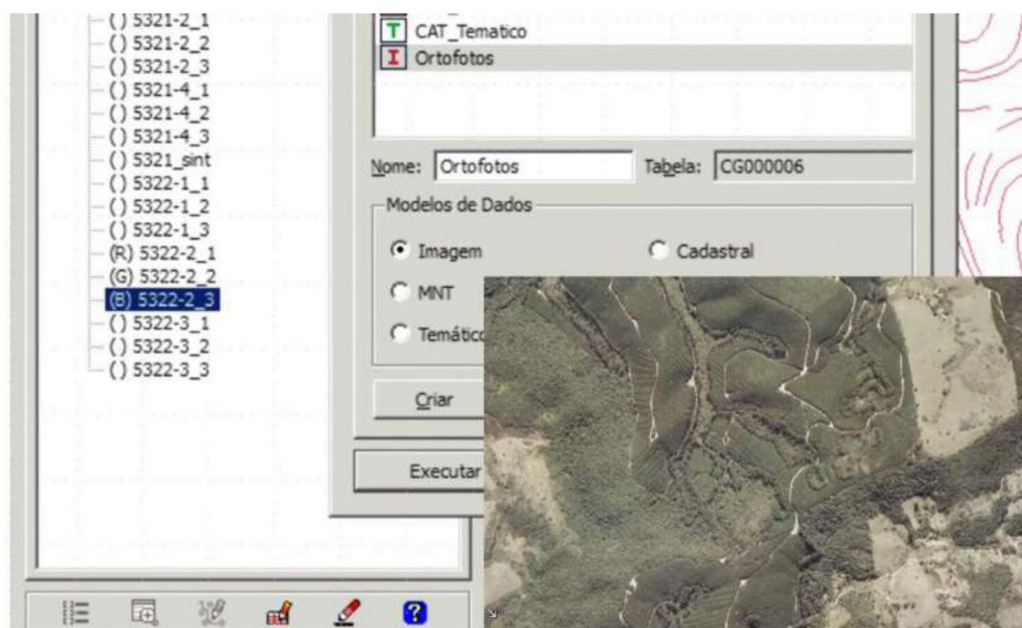 () 5321-2_1
() 5321-2_2
() 5321-2_3
() 5321-4_1
() 5321-4_2
() 5321-4_3
() 5321_sint
() 5322-1_1
() 5322-1_2
() 5322-1_3
(R) 5322-2_1
(G) 5322-2_2
(B) 5322-2_3
() 5322-3_1
() 5322-3_2
() 5322-3_3
T CAT_Tematico
I Ortofotos
Nome: Ortofotos Tabela: CG000006
Modelos de Dados
Imagem Cadastral
MNT
Temático
Criar
Executar
?